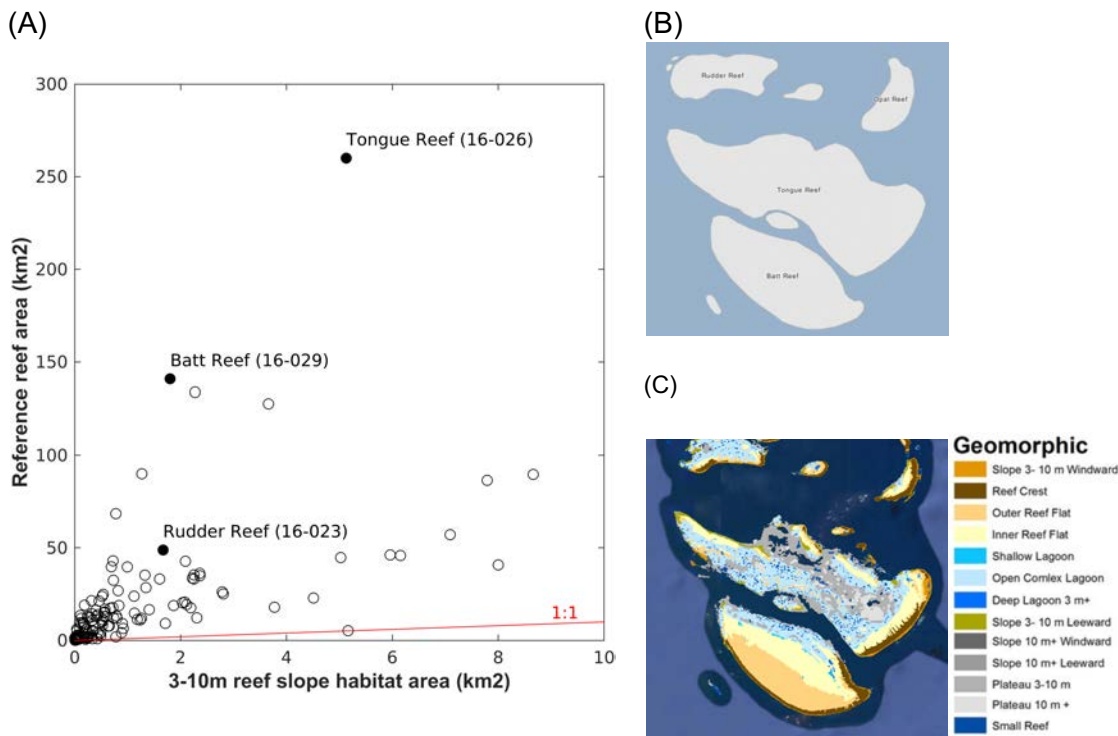 (A)
300
250
200
150
100
50
0
0 2 4 6 8 10
Reference reef area (km2)
3-10m reef slope habitat area (km2)
Tongue Reef (16-026)
Batt Reef (16-029)
Rudder Reef (16-023)
1:1
(B)
Rudder Reef
Opal Reef
Tongue Reef
Batt Reef
(C)
Geomorphic
Slope 3- 10 m Windward
Reef Crest
Outer Reef Flat
Inner Reef Flat
Shallow Lagoon
Open Comlex Lagoon
Deep Lagoon 3 m+
Slope 3- 10 m Leeward
Slope 10 m+ Windward
Slope 10 m+ Leeward
Plateau 3-10 m
Plateau 10 m +
Small Reef